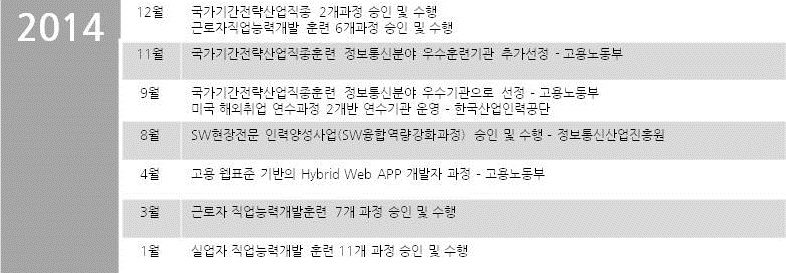 2014
12월 국가기간전략산업직종 2개과정 승인 및 수행
근로자직업능력개발 훈련 6개과정 승인 및 수행
11월 국가기간전략산업직종훈련 정보통신분야 우수훈련기관 추가선정 - 고용노동부
9월 국가기간전략산업직종훈련 정보통신분야 우수기관으로 선정 - 고용노동부
미국 해외취업 연수과정 2개반 연수기관 운영 - 한국산업인력공단
8월 SW현장전문 인력양성사업(SW융합역량강화과정) 승인 및 수행 - 정보통신산업진흥원
4월 고용 웹표준 기반의 Hybrid Web APP 개발자 과정 - 고용노동부
3월 근로자 직업능력개발훈련 7개 과정 승인 및 수행
1월 실업자 직업능력개발 훈련 11개 과정 승인 및 수행